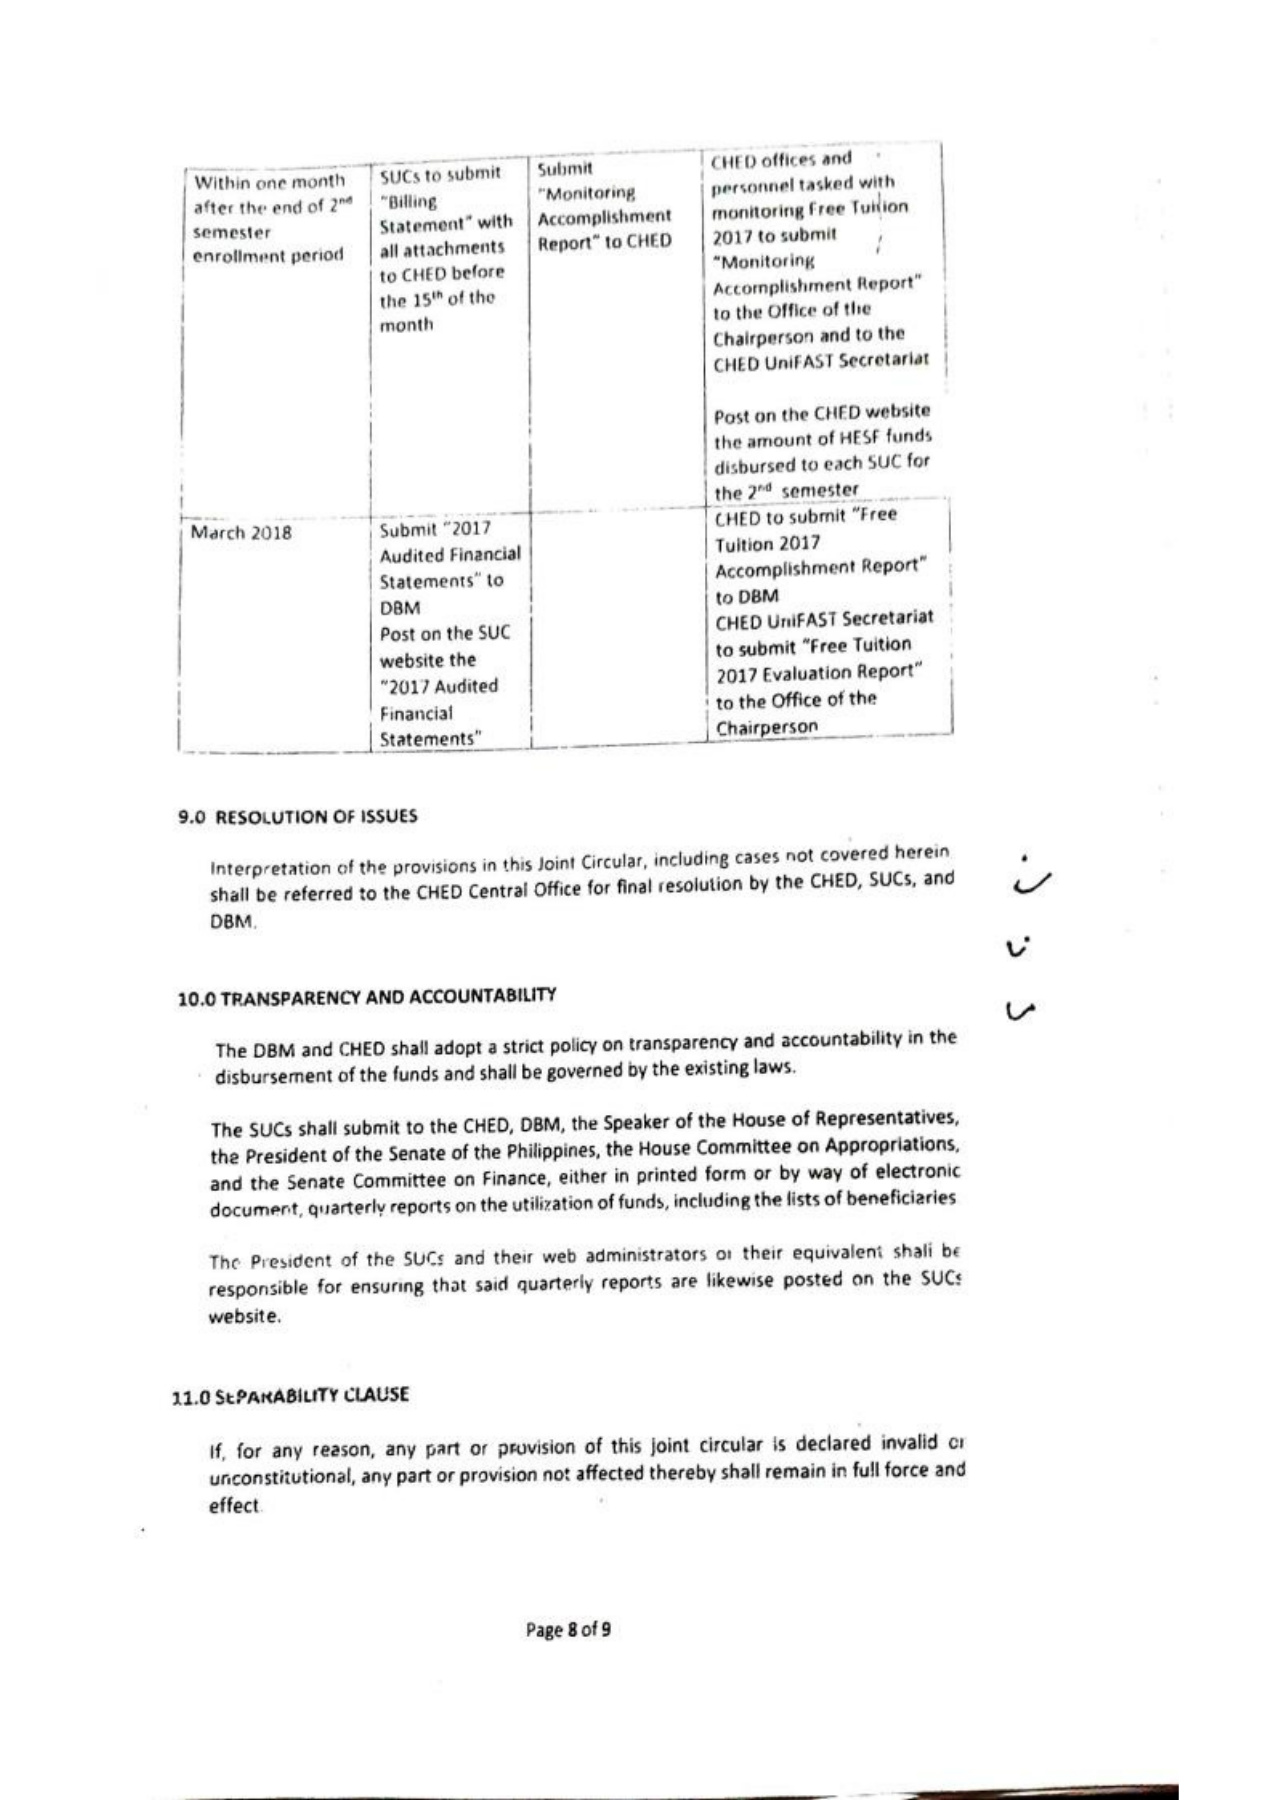 Within one month
after the end of 2nd
semester
enrollment period
SUCs to submit
"Billing
Statement" with
all attachments
to CHED before
the 15th of the
month
Submit
"Monitoring
Accomplishment
Report" to CHED
CHED offices and
personnel tasked with
monitoring Free Tuition
2017 to submit
"Monitoring
Accomplishment Report"
to the Office of the
Chairperson and to the
CHED UniFAST Secretariat
Post on the CHED website
the amount of HESF funds
disbursed to each SUC for
the 2nd semester
March 2018
Submit "2017
Audited Financial
Statements" to
DBM
Post on the SUC
website the
"2017 Audited
Financial
Statements"
CHED to submit "Free
Tuition 2017
Accomplishment Report"
to DBM
CHED UniFAST Secretariat
to submit "Free Tuition
2017 Evaluation Report"
to the Office of the
Chairperson
9.0 RESOLUTION OF ISSUES
Interpretation of the provisions in this Joint Circular, including cases not covered herein
shall be referred to the CHED Central Office for final resolution by the CHED, SUCs, and
DBM.
10.0 TRANSPARENCY AND ACCOUNTABILITY
The DBM and CHED shall adopt a strict policy on transparency and accountability in the
disbursement of the funds and shall be governed by the existing laws.
The SUCs shall submit to the CHED, DBM, the Speaker of the House of Representatives,
the President of the Senate of the Philippines, the House Committee on Appropriations,
and the Senate Committee on Finance, either in printed form or by way of electronic
document, quarterly reports on the utilization of funds, including the lists of beneficiaries
The President of the SUCs and their web administrators or their equivalent shall be
responsible for ensuring that said quarterly reports are likewise posted on the SUCs
website.
11.0 SEPARABILITY CLAUSE
If, for any reason, any part or provision of this joint circular is declared invalid or
unconstitutional, any part or provision not affected thereby shall remain in full force and
effect
Page 8 of 9